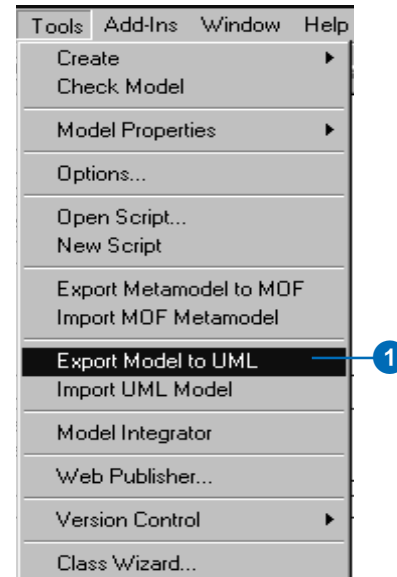 Tools Add-Ins Window Help
Create
Check Model
Model Properties
Options...
Open Script...
New Script
Export Metamodel to MOF
Import MOF Metamodel
Export Model to UML 1
Import UML Model
Model Integrator
Web Publisher...
Version Control
Class Wizard...